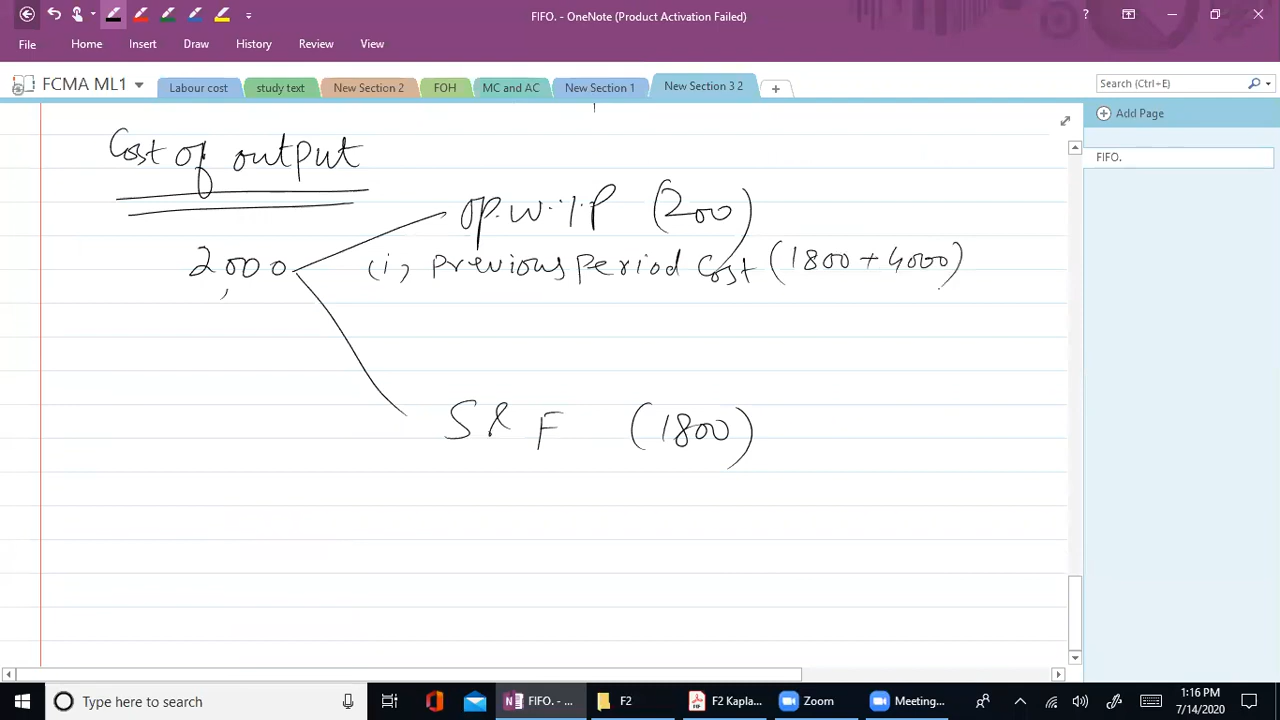 FIFO. - OneNote (Product Activation Failed)
?
File Home Insert Draw History Review View
FCMA ML1 Labour cost study text New Section 2 FOH MC and AC New Section 1 New Section 3 2 Search (Ctrl+E)
Add Page
FIFO.
Cost of output
op.w.i.P (200)
2,000 (i) Previous Period Cost (1800 + 4000)
S & F (1800)
Type here to search FIFO. - ... F2 F2 Kapla... Zoom Meeting... 1:16 PM
7/14/2020